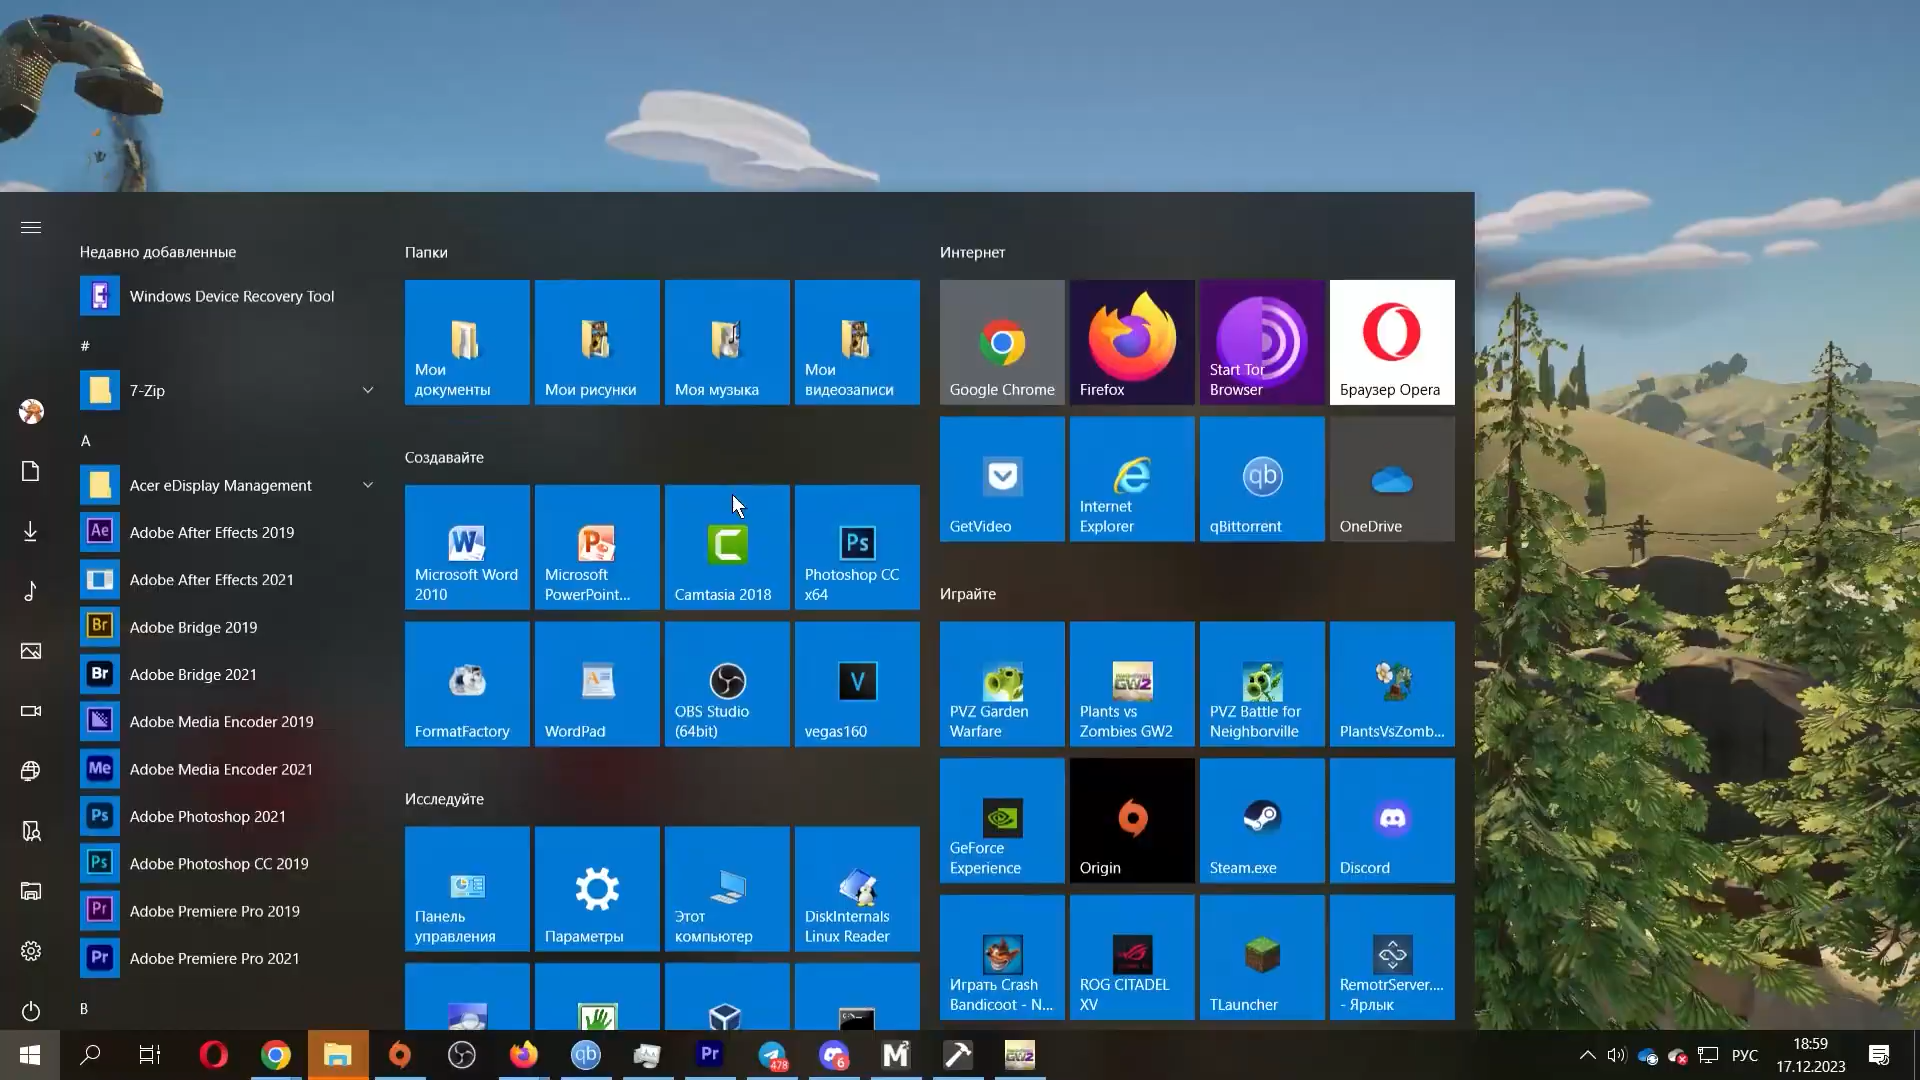 Недавно добавленные
Windows Device Recovery Tool
#
7-Zip
A
Acer eDisplay Management
Adobe After Effects 2019
Adobe After Effects 2021
Adobe Bridge 2019
Adobe Bridge 2021
Adobe Media Encoder 2019
Adobe Media Encoder 2021
Adobe Photoshop 2021
Adobe Photoshop CC 2019
Adobe Premiere Pro 2019
Adobe Premiere Pro 2021
B
Папки
Мои
документы
Мои рисунки
Моя музыка
Мои
видеозаписи
Создавайте
Microsoft Word
2010
Microsoft
PowerPoint...
Camtasia 2018
Photoshop CC
x64
FormatFactory
WordPad
OBS Studio
(64bit)
vegas160
Исследуйте
Панель
управления
Параметры
Этот
компьютер
DiskInternals
Linux Reader
Интернет
Google Chrome
Firefox
Start Tor
Browser
Браузер Opera
GetVideo
Internet
Explorer
qBittorrent
OneDrive
Играйте
PVZ Garden
Warfare
Plants vs
Zombies GW2
PVZ Battle for
Neighborville
PlantsVsZomb...
GeForce
Experience
Origin
Steam.exe
Discord
Играть Crash
Bandicoot - N...
ROG CITADEL
XV
TLauncher
RemotrServer....
- Ярлык
478
6
РУС
18:59
17.12.2023